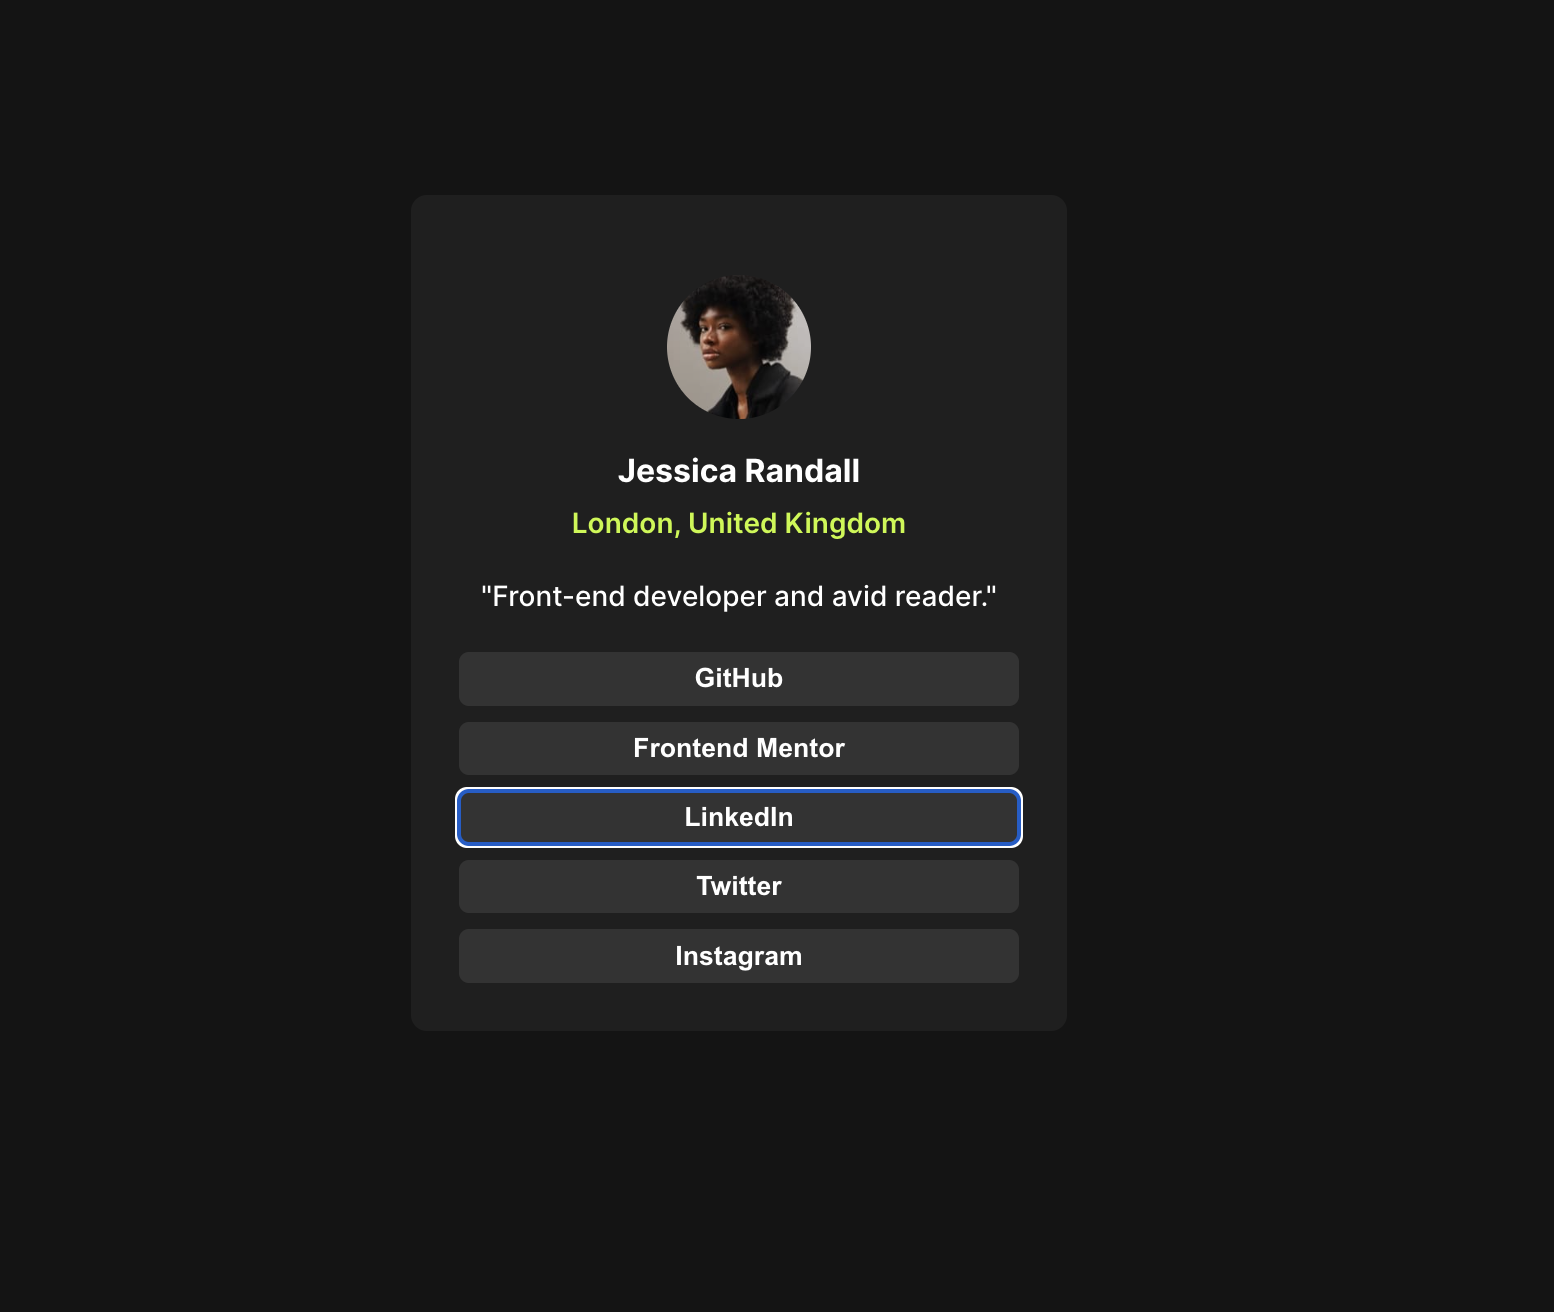 Jessica Randall
London, United Kingdom
"Front-end developer and avid reader."
GitHub
Frontend Mentor
LinkedIn
Twitter
Instagram